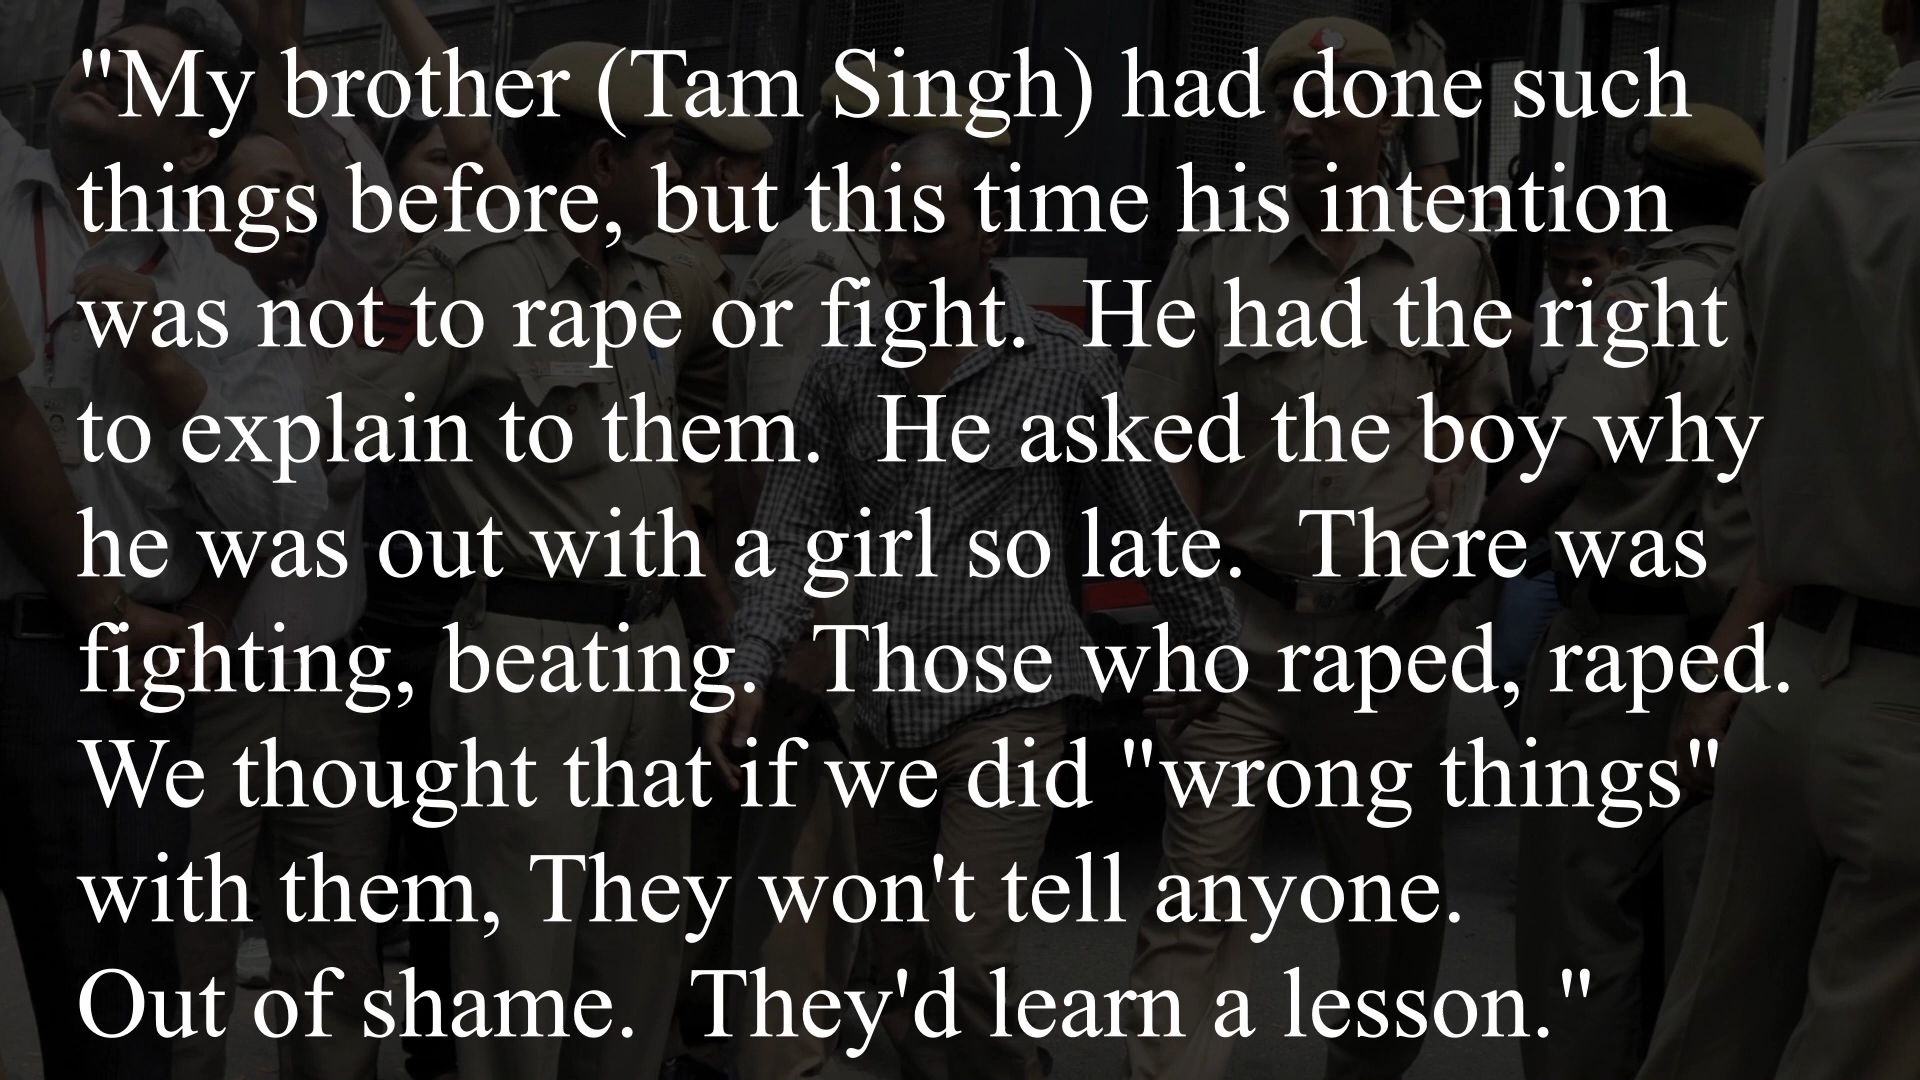 "My brother (Tam Singh) had done such
things before, but this time his intention
was not to rape or fight.  He had the right
to explain to them.  He asked the boy why
he was out with a girl so late.  There was
fighting, beating.  Those who raped, raped.
We thought that if we did "wrong things"
with them, They won't tell anyone.
Out of shame.  They'd learn a lesson."